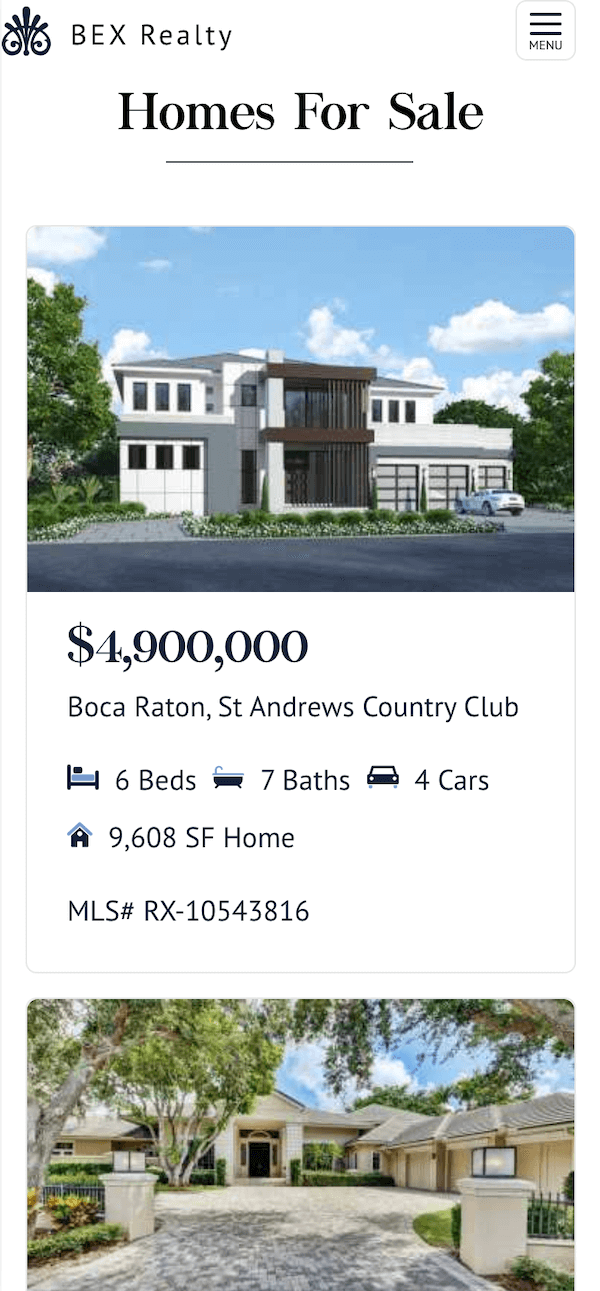 BEX Realty
MENU
Homes For Sale
$4,900,000
Boca Raton, St Andrews Country Club
6 Beds 7 Baths 4 Cars
9,608 SF Home
MLS# RX-10543816